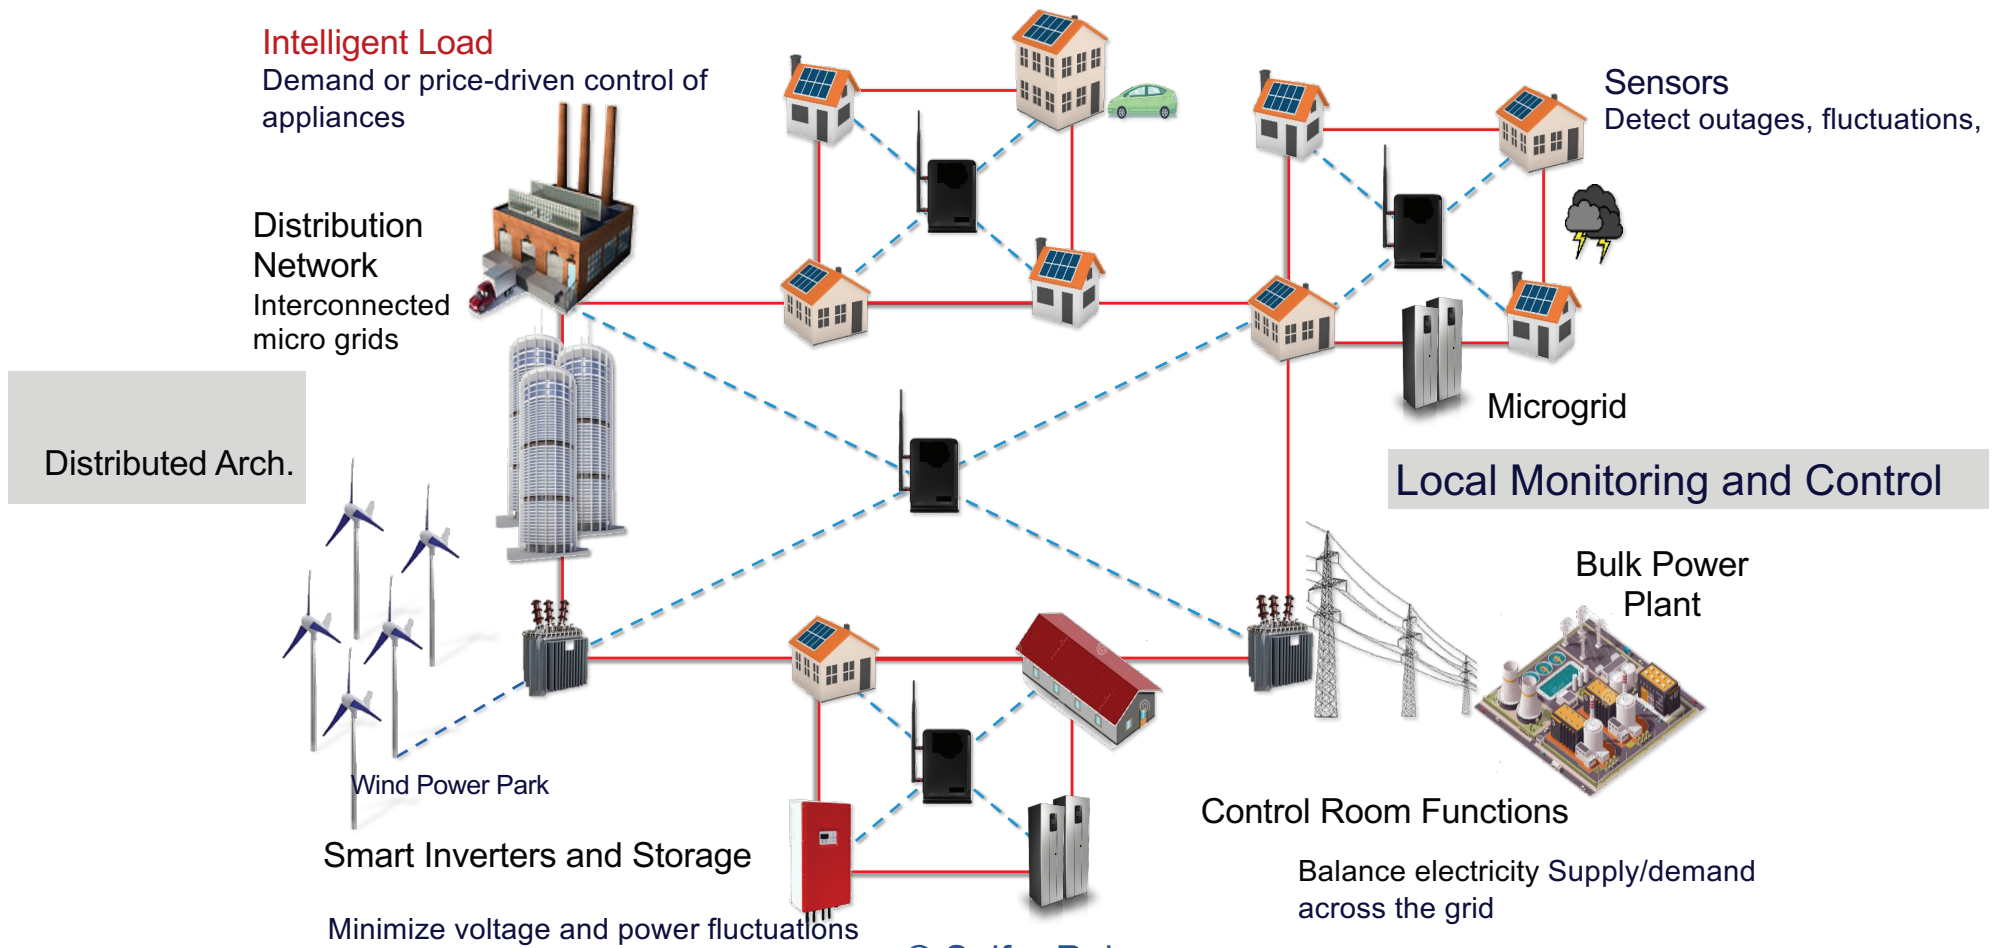 Intelligent Load
Demand or price-driven control of
appliances
Sensors
Detect outages, fluctuations,
Distribution
Network
Interconnected
micro grids
Microgrid
Distributed Arch.
Local Monitoring and Control
Bulk Power
Plant
Wind Power Park
Control Room Functions
Smart Inverters and Storage
Balance electricity Supply/demand
across the grid
Minimize voltage and power fluctuations